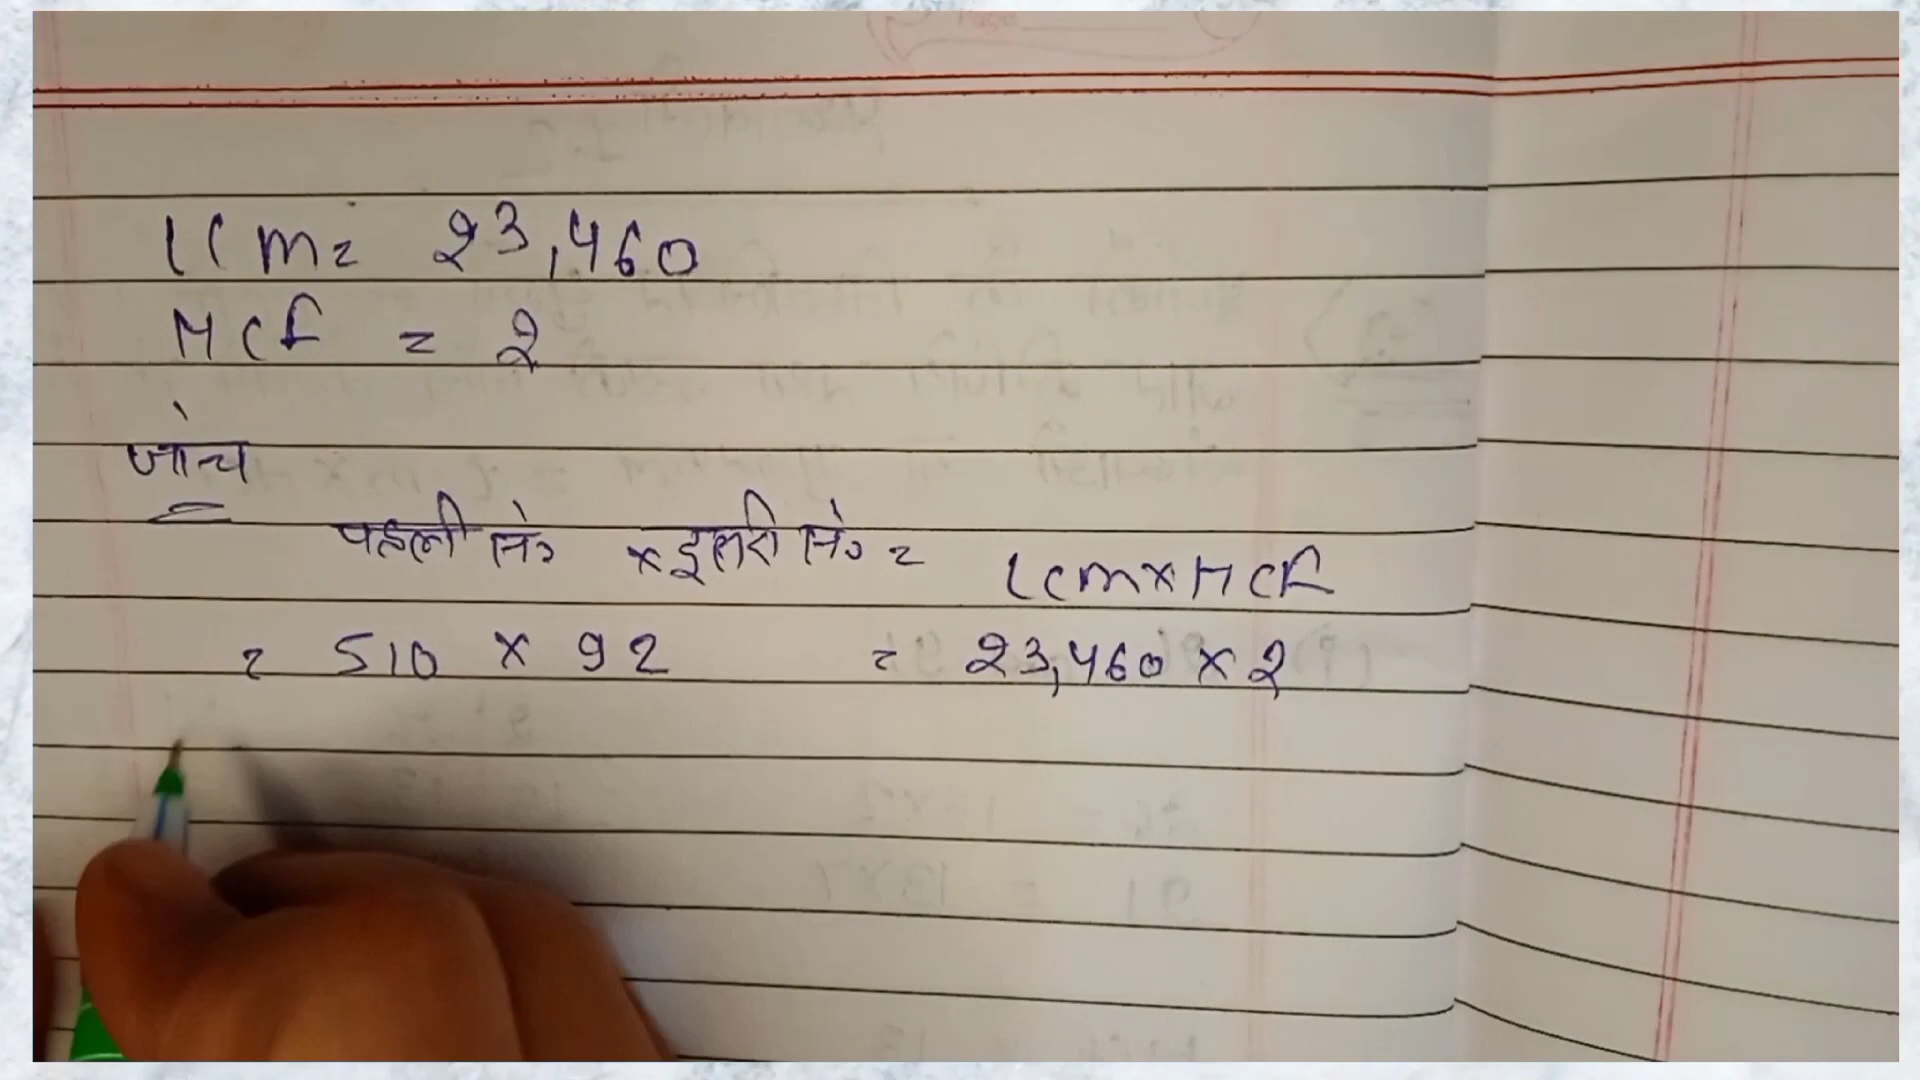 LCM = 23,460
HCF = 2
जांच
पहली सं० × दूसरी सं० = LCM × HCF
= 510 × 92 = 23,460 × 2